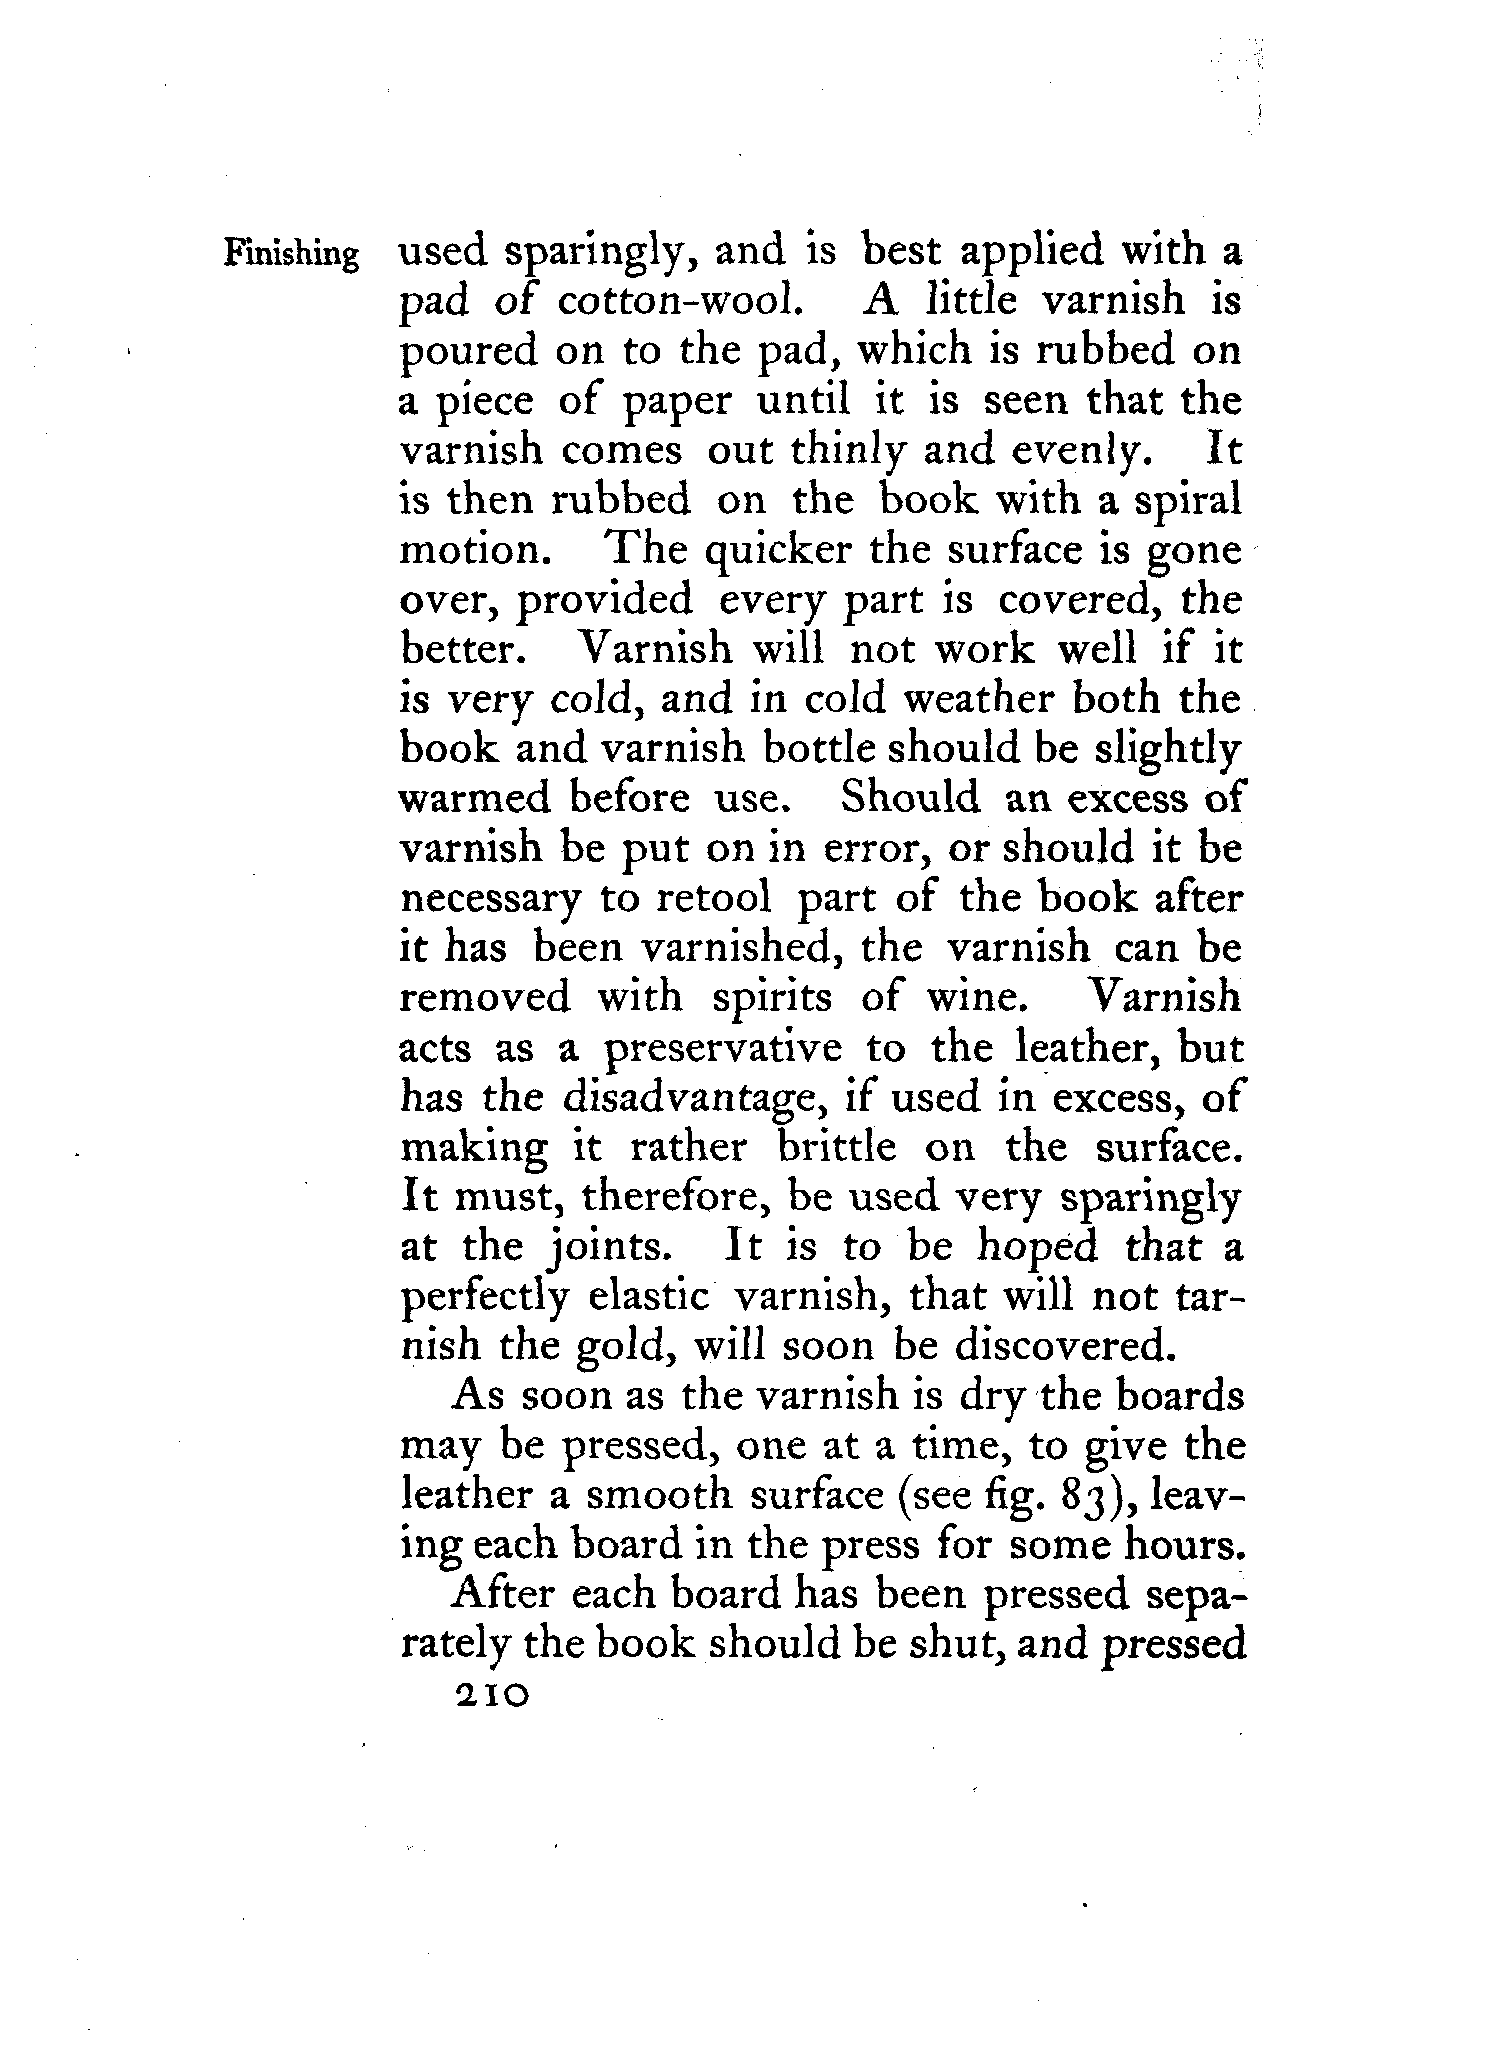 Finishing used sparingly, and is best applied with a
pad of cotton-wool. A little varnish is
poured on to the pad, which is rubbed on
a piece of paper until it is seen that the
varnish comes out thinly and evenly. It
is then rubbed on the book with a spiral
motion. The quicker the surface is gone
over, provided every part is covered, the
better. Varnish will not work well if it
is very cold, and in cold weather both the
book and varnish bottle should be slightly
warmed before use. Should an excess of
varnish be put on in error, or should it be
necessary to retool part of the book after
it has been varnished, the varnish can be
removed with spirits of wine. Varnish
acts as a preservative to the leather, but
has the disadvantage, if used in excess, of
making it rather brittle on the surface.
It must, therefore, be used very sparingly
at the joints. It is to be hoped that a
perfectly elastic varnish, that will not tar-
nish the gold, will soon be discovered.
As soon as the varnish is dry the boards
may be pressed, one at a time, to give the
leather a smooth surface (see fig. 83), leav-
ing each board in the press for some hours.
After each board has been pressed sepa-
rately the book should be shut, and pressed
210